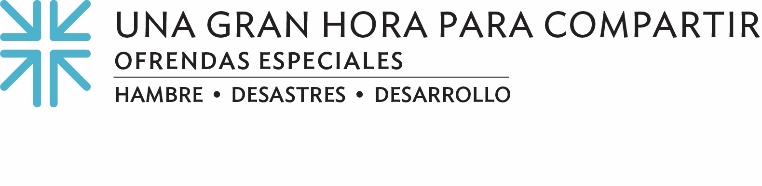 UNA GRAN HORA PARA COMPARTIR
OFRENDAS ESPECIALES
HAMBRE • DESASTRES • DESARROLLO